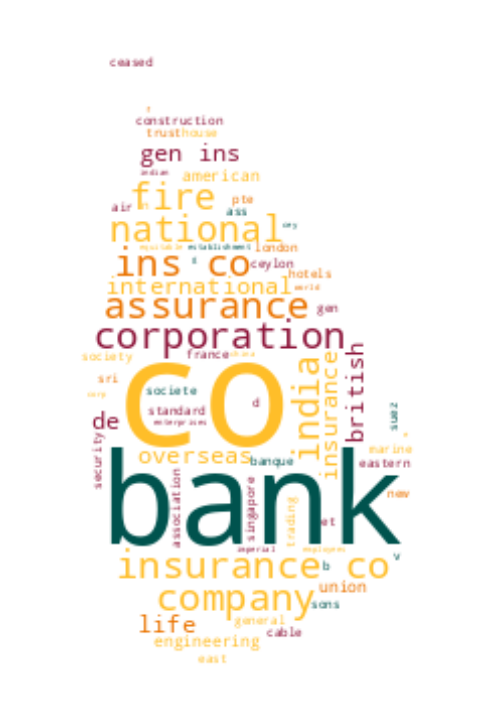 ceased
construction
trust house
gen ins
indian american
fire pte
air ass
national
equitable establishment london
ins co ceylon
international hotels
world
assurance gen
corporation
society france china
co
sri societe
corp
standard d
enterprises
india
insurance
british
suez
de
security
overseas banque
marine
eastern
bank
association
singapore
trading
et
new
imperial employees
v
insurance co
b
union
company sons
life general
cable
engineering
east